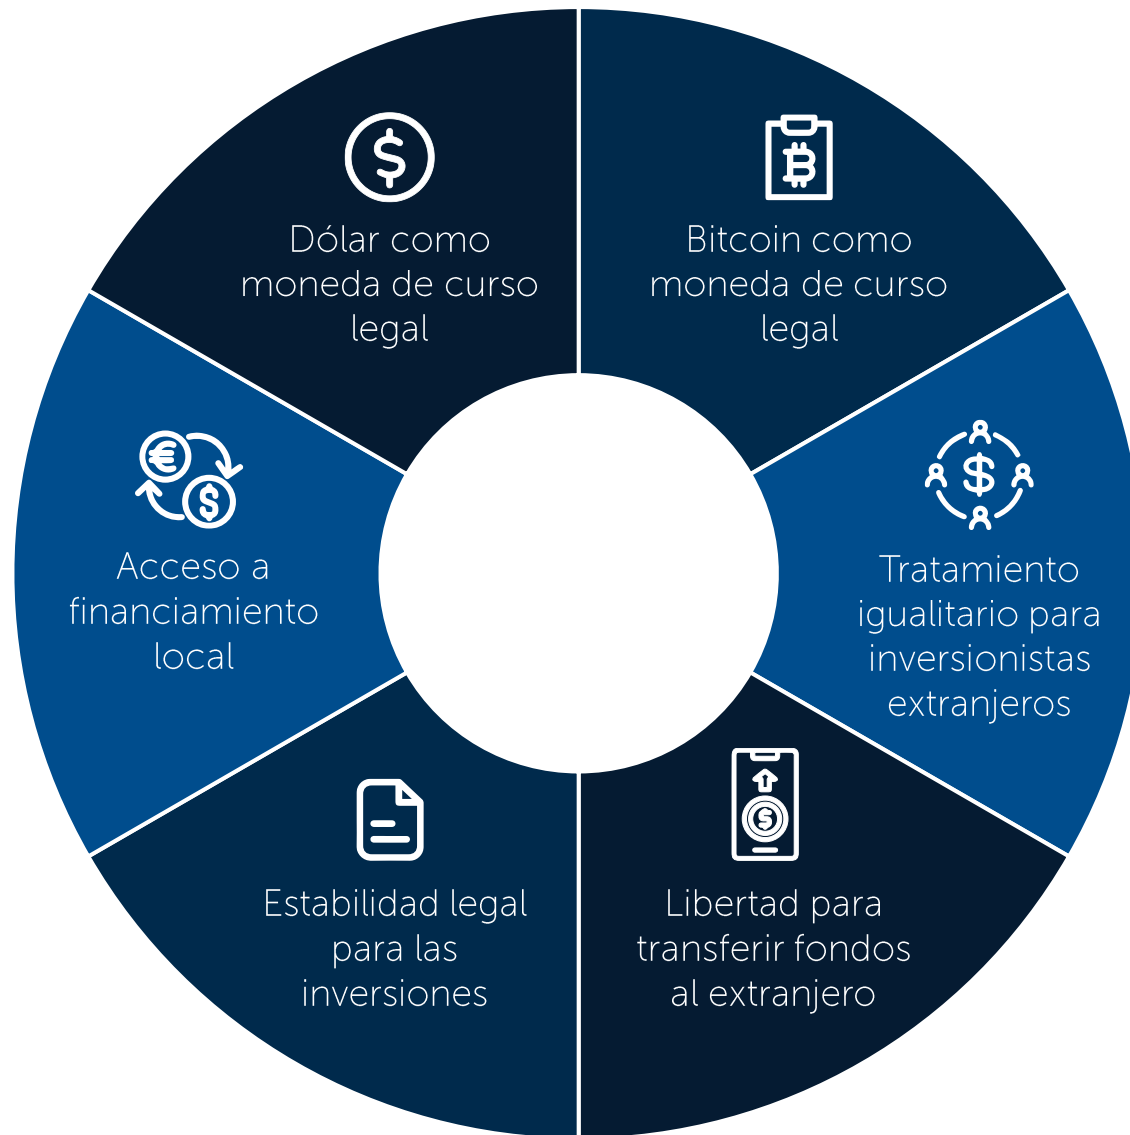 Dólar como
moneda de curso
legal
Bitcoin como
moneda de curso
legal
Acceso a
financiamiento
local
Tratamiento
igualitario para
inversionistas
extranjeros
Estabilidad legal
para las
inversiones
Libertad para
transferir fondos
al extranjero